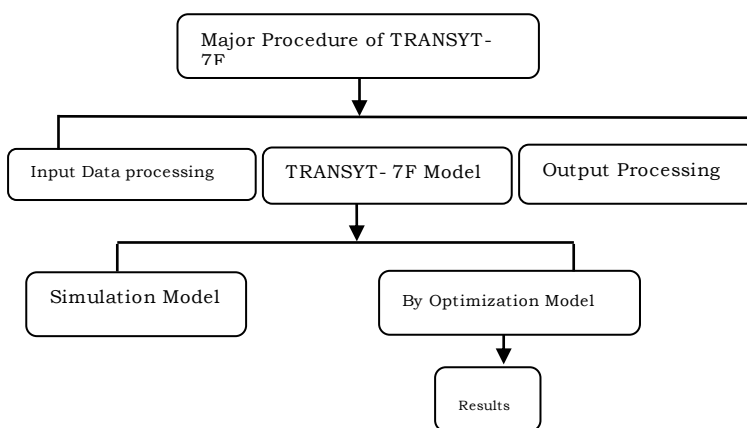 Major Procedure of TRANSYT-
7F
Input Data processing
TRANSYT- 7F Model
Output Processing
Simulation Model
By Optimization Model
Results